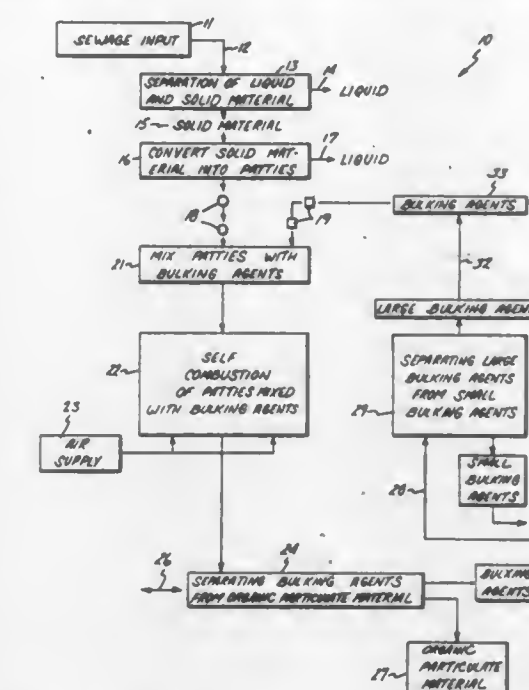 11
SEWAGE INPUT
12
10
13
14
SEPARATION OF LIQUID
AND SOLID MATERIAL
LIQUID
15
SOLID MATERIAL
17
16
CONVERT SOLID MAT-
ERIAL INTO PATTIES
LIQUID
33
BULKING AGENTS
18
19
21
MIX PATTIES WITH
BULKING AGENTS
32
LARGE BULKING AGEN
22
SELF
COMBUSTION
OF PATTIES MIXED
WITH BULKING AGENTS
29
SEPARATING LARGE
BULKING AGENTS
FROM SMALL
BULKING AGENTS
23
AIR
SUPPLY
SMALL
BULKING
AGENTS
28
26
24
SEPARATING BULKING AGENTS
FROM ORGANIC PARTICULATE MATERIAL
BULKING
AGENTS
27
ORGANIC
PARTICULATE
MATERIAL